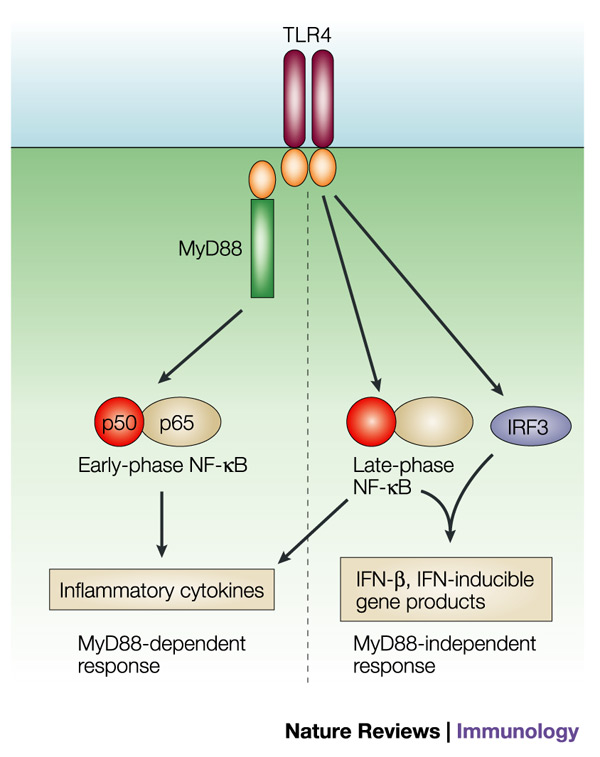 TLR4
MyD88
p50
p65
IRF3
Early-phase NF-κB
Late-phase
NF-κB
Inflammatory cytokines
IFN-β, IFN-inducible
gene products
MyD88-dependent
response
MyD88-independent
response
Nature Reviews | Immunology